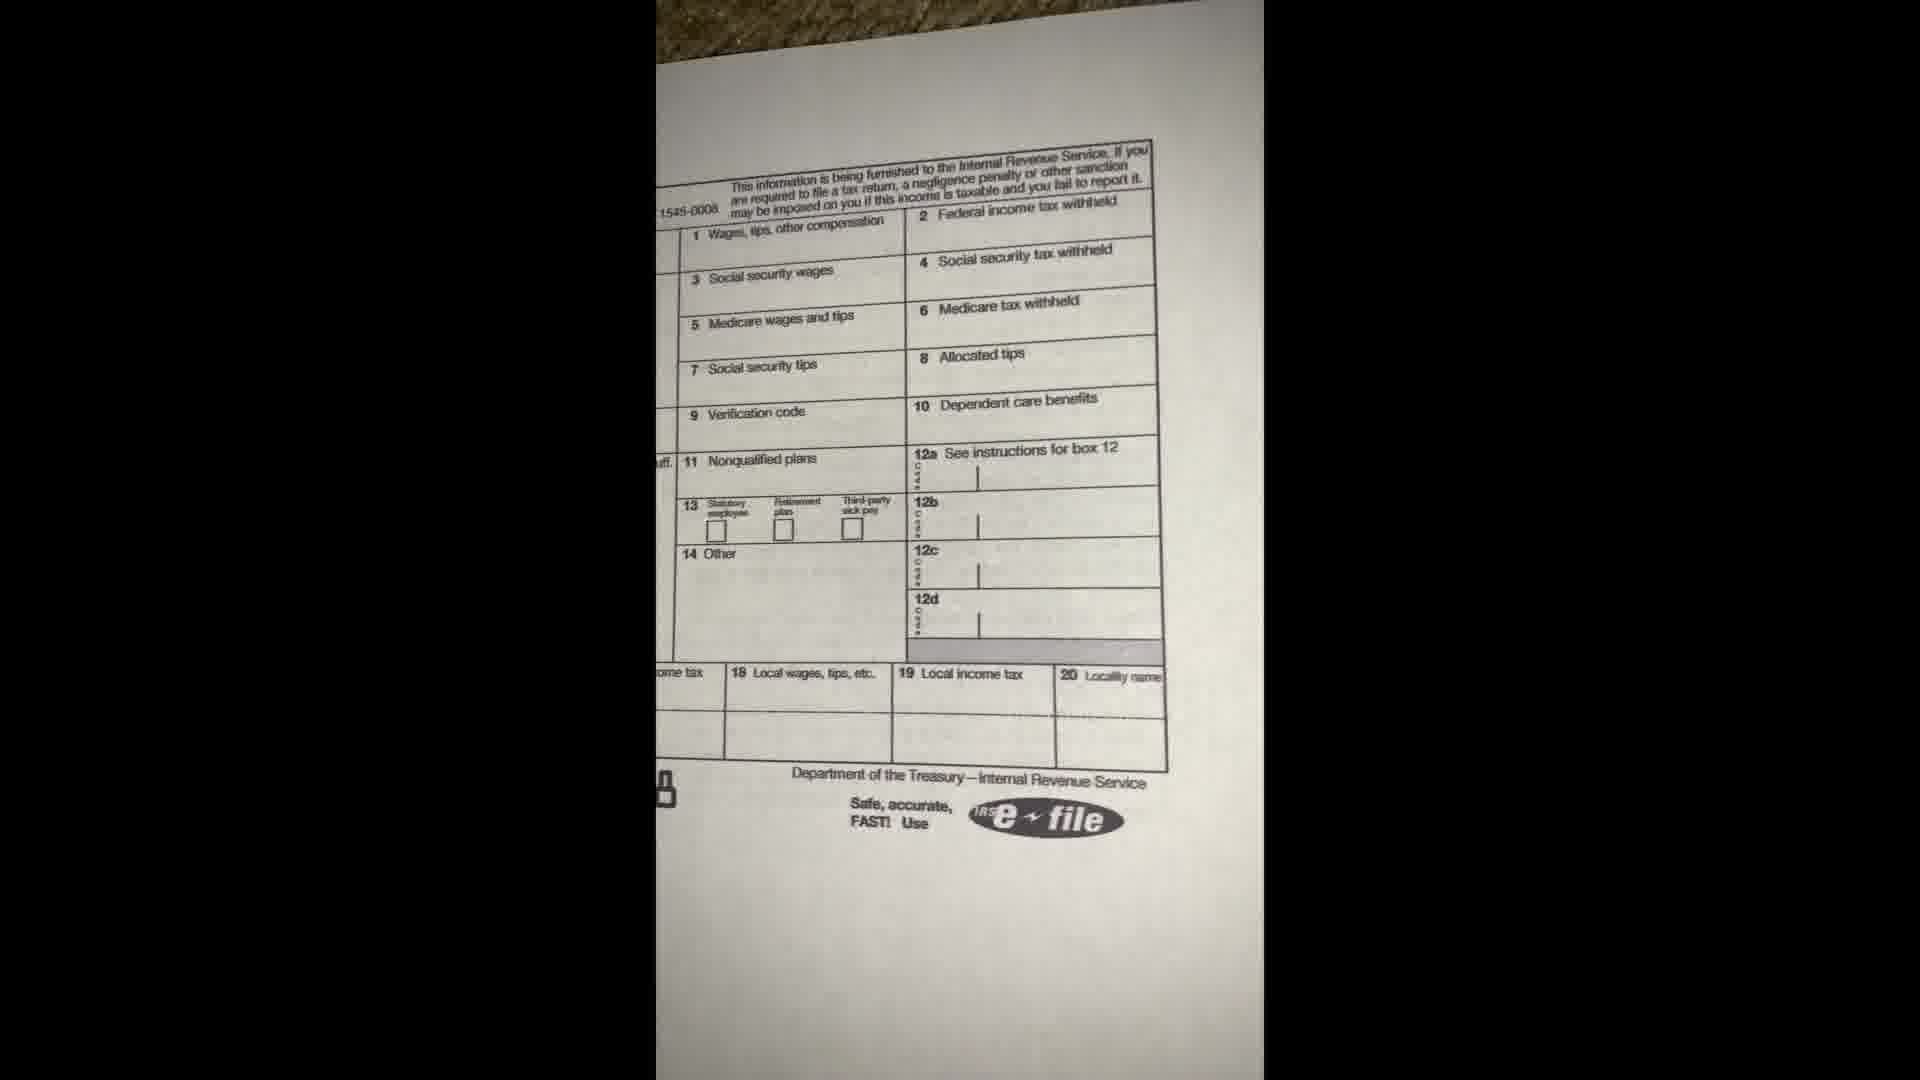 This information is being furnished to the Internal Revenue Service. If you
are required to file a tax return, a negligence penalty or other sanction
1545-0008 may be imposed on you if this income is taxable and you fail to report it.
1 Wages, tips, other compensation
2 Federal income tax withheld
3 Social security wages
4 Social security tax withheld
5 Medicare wages and tips
6 Medicare tax withheld
7 Social security tips
8 Allocated tips
9 Verification code
10 Dependent care benefits
uff.
11 Nonqualified plans
12a See instructions for box 12
Code
13 Statutory employee
Retirement plan
Third-party sick pay
12b
Code
14 Other
12c
Code
12d
Code
ome tax
18 Local wages, tips, etc.
19 Local income tax
20 Locality name
Department of the Treasury—Internal Revenue Service
Safe, accurate,
FAST! Use
IRS e file